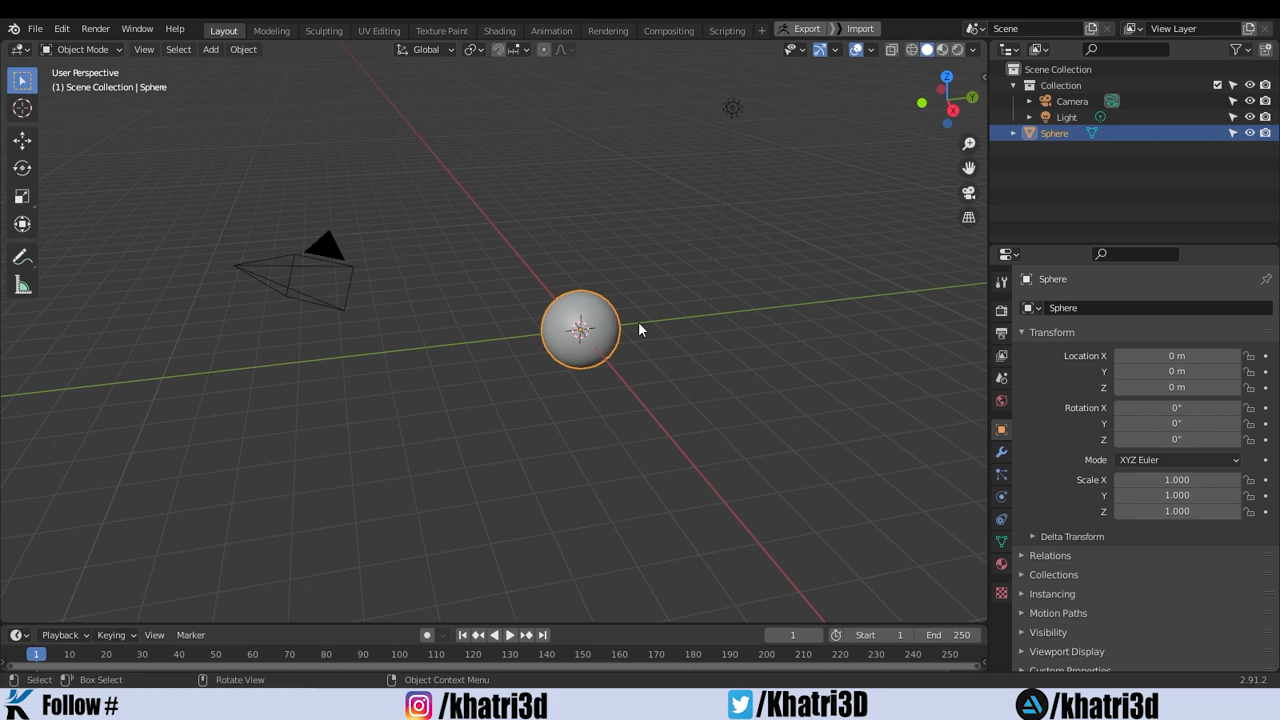 File Edit Render Window Help Layout Modeling Sculpting UV Editing Texture Paint Shading Animation Rendering Compositing Scripting + Export Import Scene View Layer
Object Mode View Select Add Object Global
User Perspective
(1) Scene Collection | Sphere
Z
Y
X
Scene Collection
Collection
Camera
Light
Sphere
Sphere
Sphere
Transform
Location X 0 m
Y 0 m
Z 0 m
Rotation X 0°
Y 0°
Z 0°
Mode XYZ Euler
Scale X 1.000
Y 1.000
Z 1.000
Delta Transform
Relations
Collections
Instancing
Motion Paths
Visibility
Viewport Display
Custom Properties
Playback Keying View Marker 1 Start 1 End 250
1 10 20 30 40 50 60 70 80 90 100 110 120 130 140 150 160 170 180 190 200 210 220 230 240 250
Select Box Select Rotate View Object Context Menu 2.91.2
Follow # /khatri3d /Khatri3D /khatri3d